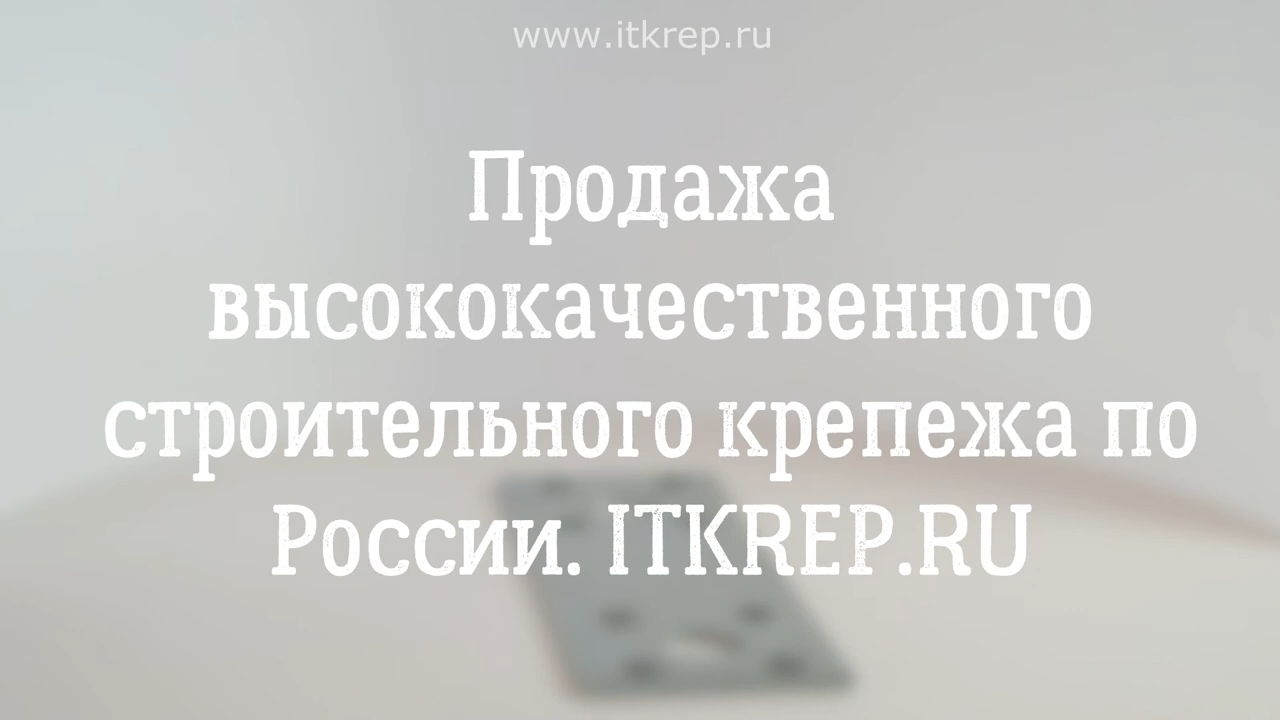 www.itkrep.ru
Продажа
высококачественного
строительного крепежа по
России. ITKREP.RU